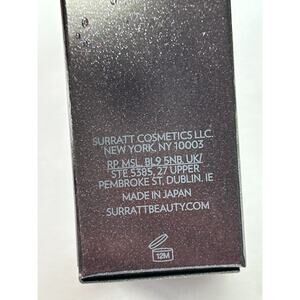 SURRATT COSMETICS LLC.
NEW YORK, NY 10003
RP MSL. BL9 5NB. UK/
STE.5385, 27 UPPER
PEMBROKE ST, DUBLIN. IE
MADE IN JAPAN
SURRATTBEAUTY.COM
12M